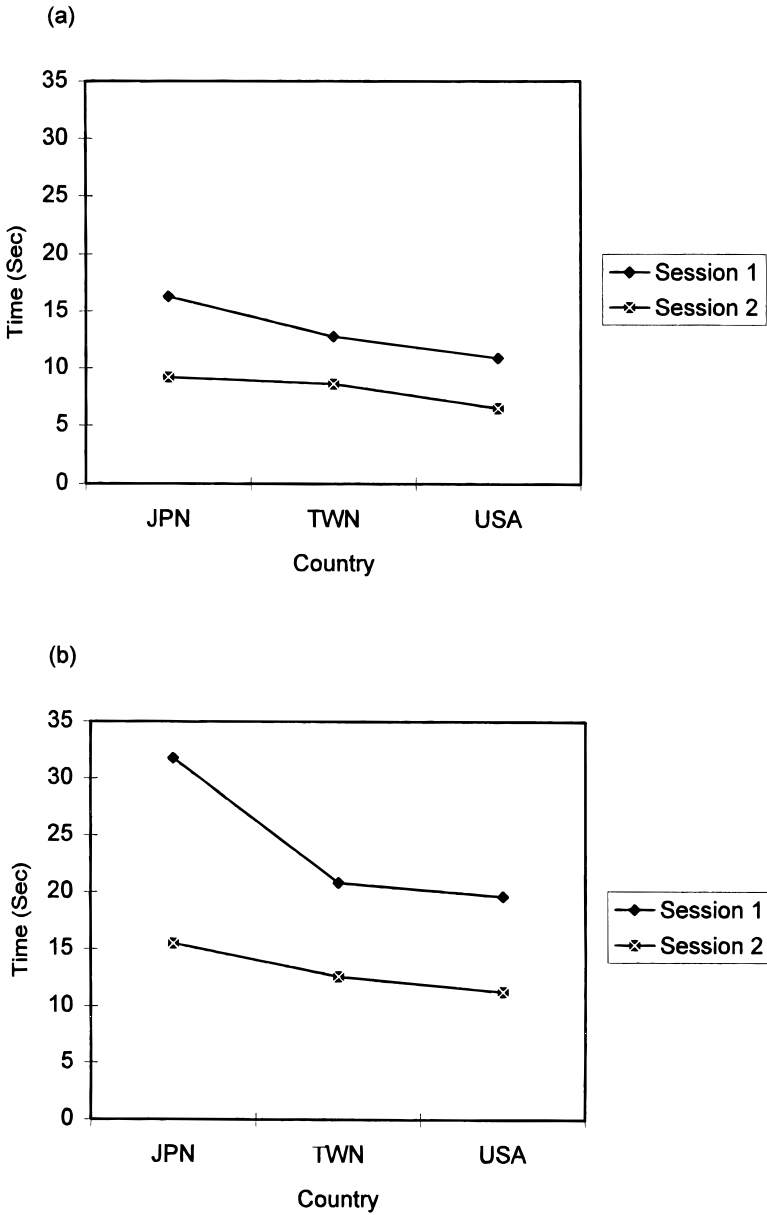 (a)
35
30
25
20
15
10
5
0
Time (Sec)
JPN TWN USA
Country
Session 1
Session 2
(b)
35
30
25
20
15
10
5
0
Time (Sec)
JPN TWN USA
Country
Session 1
Session 2